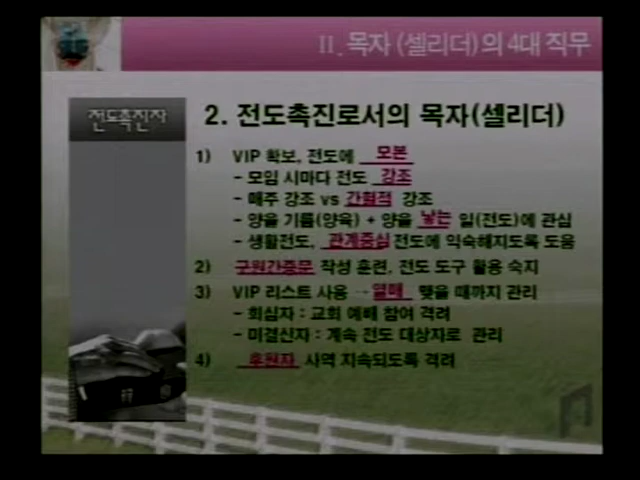 II. 목자 (셀리더)의 4대 직무
전도촉진자
2. 전도촉진로서의 목자(셀리더)
1) VIP 확보, 전도에 모본
- 모임 시마다 전도 강조
- 매주 강조 vs 간헐적 강조
- 양을 기름(양육) + 양을 낳는 일(전도)에 관심
- 생활전도, 관계중심 전도에 익숙해지도록 도움
2) 구원간증문 작성 훈련, 전도 도구 활용 숙지
3) VIP 리스트 사용 → 열매 맺을 때까지 관리
- 회심자 : 교회 예배 참여 격려
- 미결신자 : 계속 전도 대상자로 관리
4) 후원자 사역 지속되도록 격려